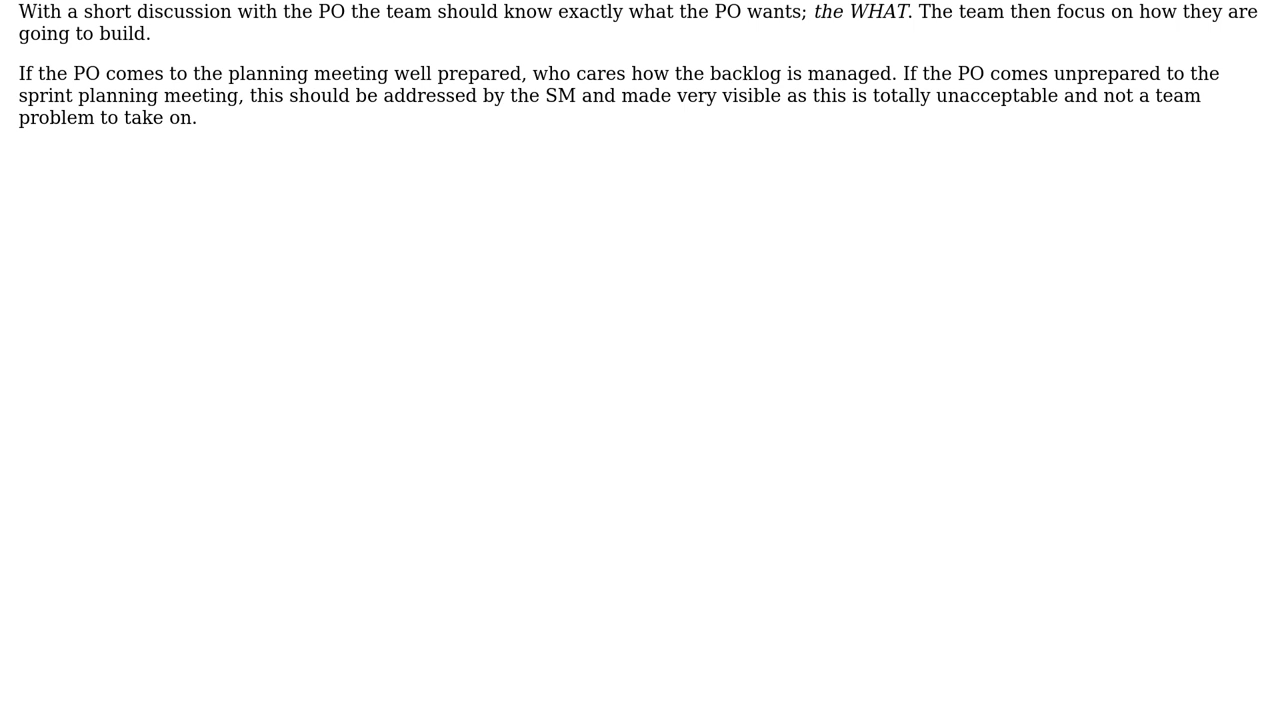 With a short discussion with the PO the team should know exactly what the PO wants; the WHAT. The team then focus on how they are
going to build.
If the PO comes to the planning meeting well prepared, who cares how the backlog is managed. If the PO comes unprepared to the
sprint planning meeting, this should be addressed by the SM and made very visible as this is totally unacceptable and not a team
problem to take on.